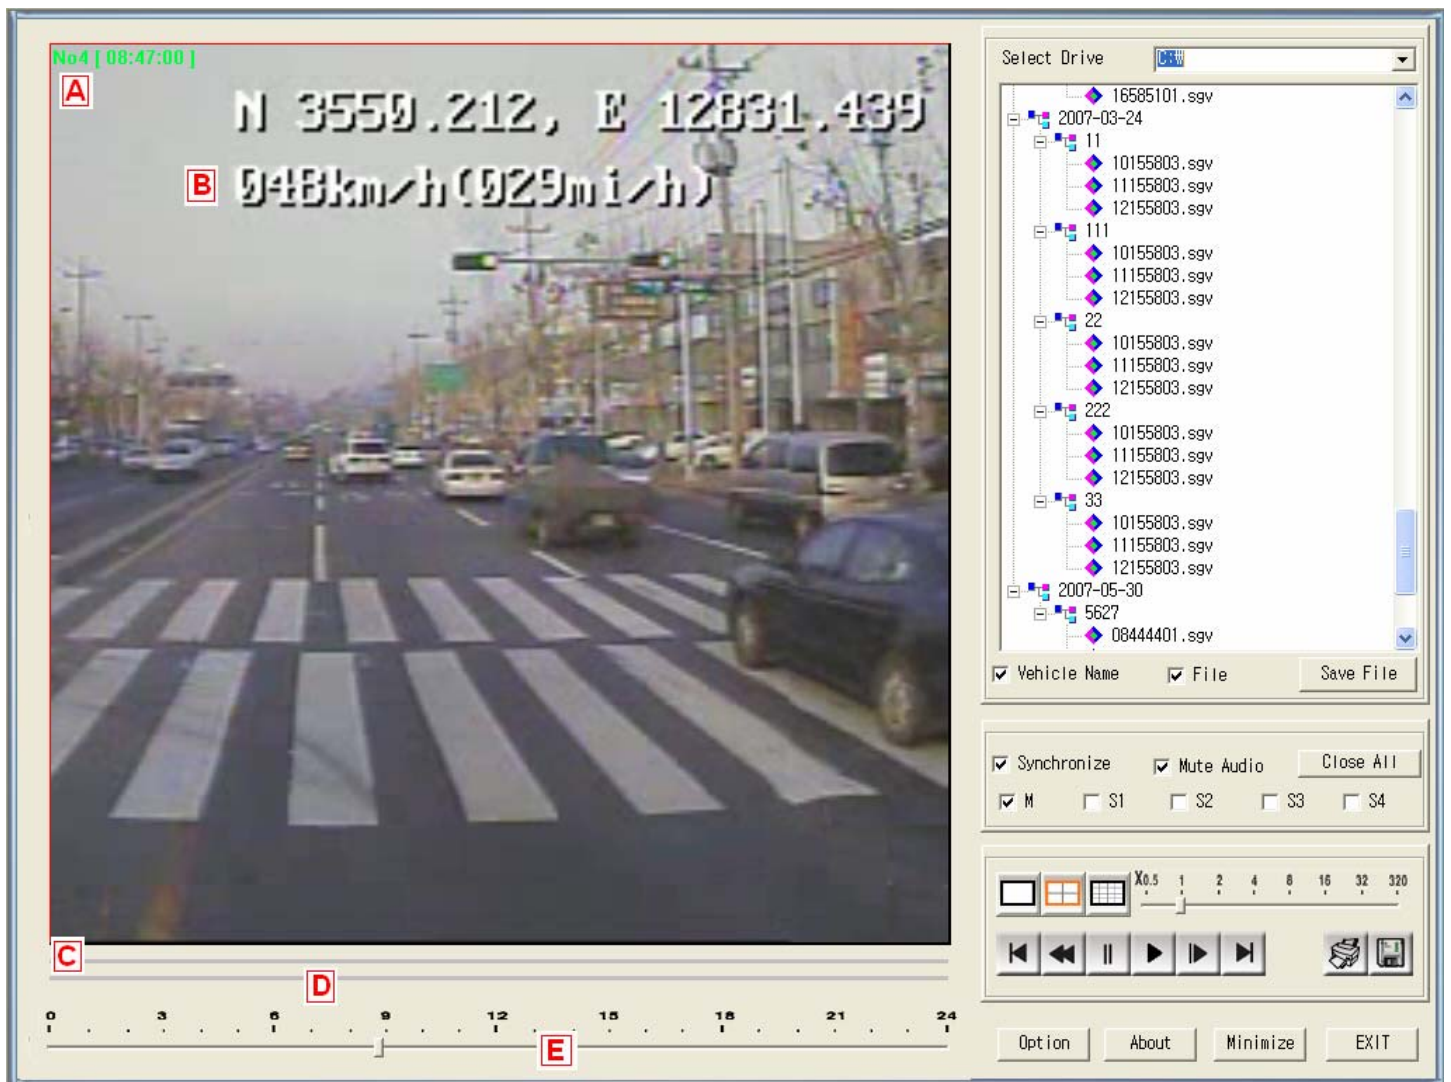 No4 [ 08:47:00 ]
A
N 3550.212, E 12831.439
B
048km/h(029mi/h)
C
D
0 3 6 9 12 15 18 21 24
E
Select Drive C:₩
16585101.sgv
2007-03-24
11
10155803.sgv
11155803.sgv
12155803.sgv
111
10155803.sgv
11155803.sgv
12155803.sgv
22
10155803.sgv
11155803.sgv
12155803.sgv
222
10155803.sgv
11155803.sgv
12155803.sgv
33
10155803.sgv
11155803.sgv
12155803.sgv
2007-05-30
5627
08444401.sgv
Vehicle Name File Save File
Synchronize Mute Audio Close All
M S1 S2 S3 S4
X0.5 1 2 4 8 16 32 320
Option About Minimize EXIT